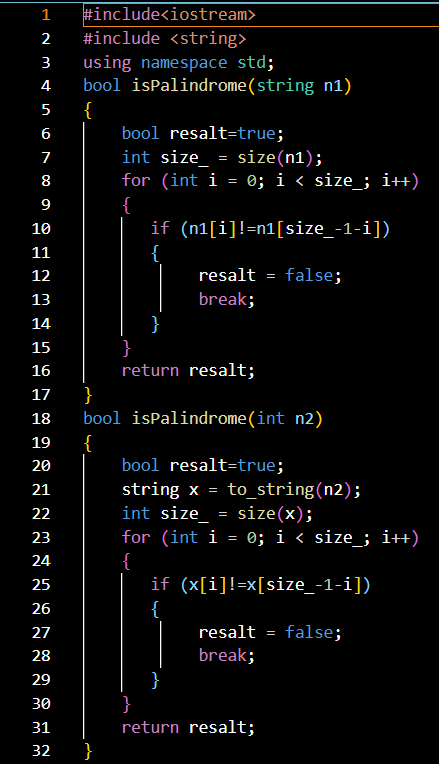 1 #include<iostream>
2 #include <string>
3 using namespace std;
4 bool isPalindrome(string n1)
5 {
6 bool resalt=true;
7 int size_ = size(n1);
8 for (int i = 0; i < size_; i++)
9 {
10 if (n1[i]!=n1[size_-1-i])
11 {
12 resalt = false;
13 break;
14 }
15 }
16 return resalt;
17 }
18 bool isPalindrome(int n2)
19 {
20 bool resalt=true;
21 string x = to_string(n2);
22 int size_ = size(x);
23 for (int i = 0; i < size_; i++)
24 {
25 if (x[i]!=x[size_-1-i])
26 {
27 resalt = false;
28 break;
29 }
30 }
31 return resalt;
32 }